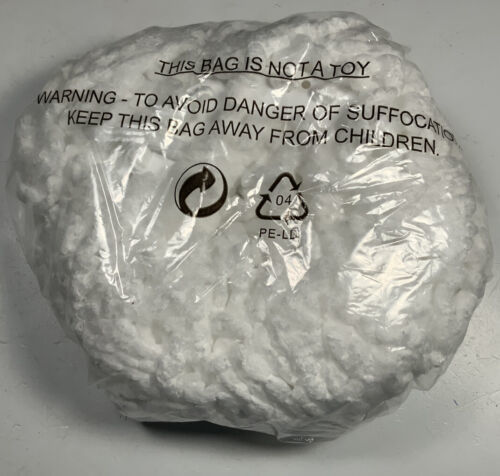 THIS BAG IS NOT A TOY
WARNING - TO AVOID DANGER OF SUFFOCATIO
KEEP THIS BAG AWAY FROM CHILDREN.
04
PE-LD